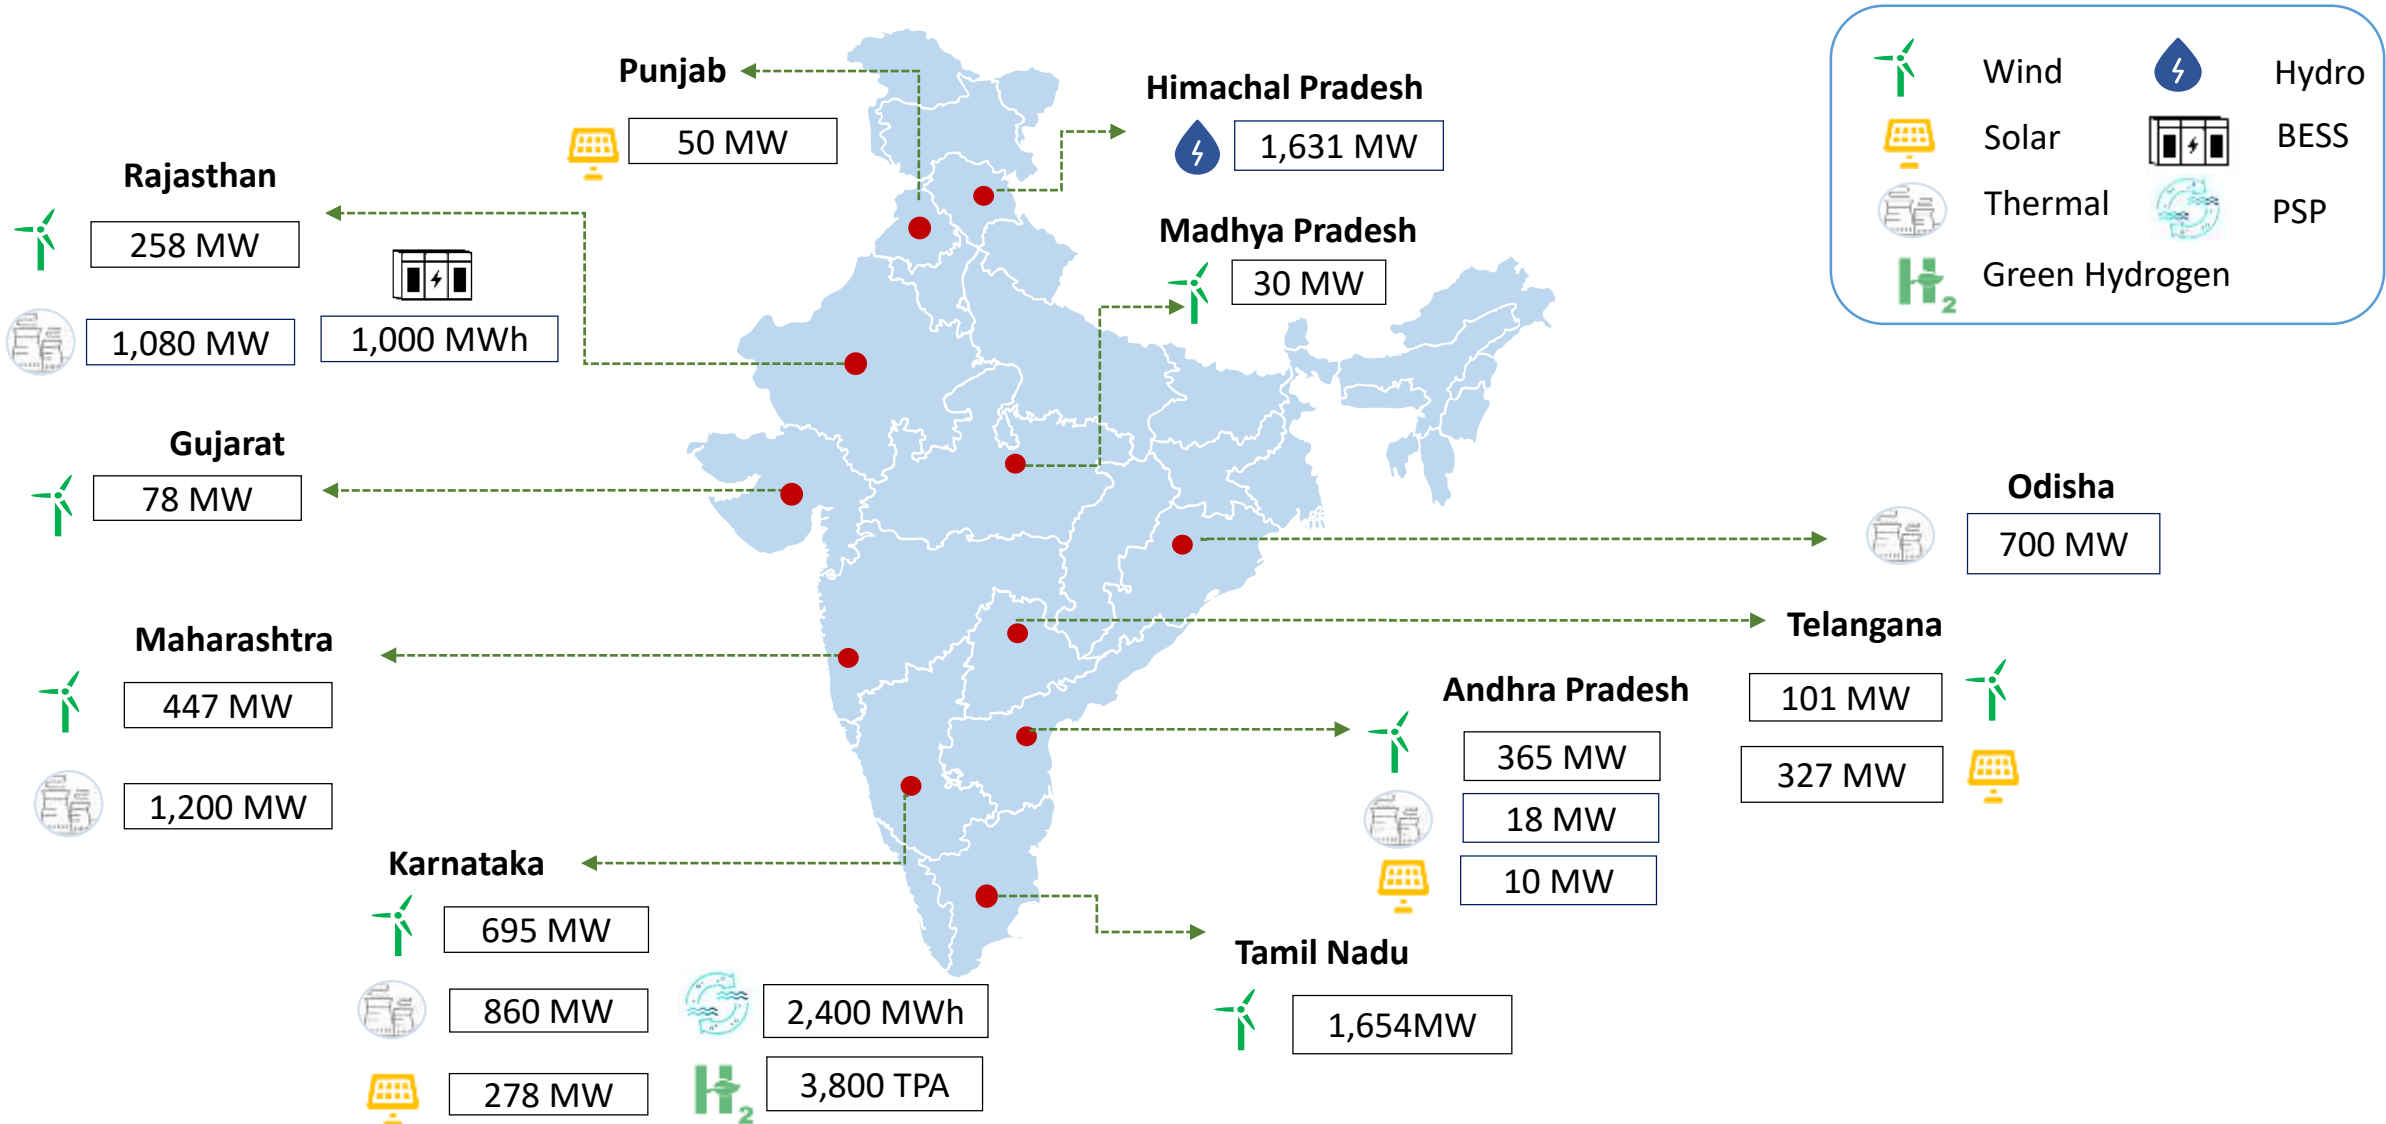 Punjab
50 MW
Himachal Pradesh
1,631 MW
Wind
Hydro
Solar
BESS
Thermal
PSP
Green Hydrogen
H2
Rajasthan
258 MW
1,080 MW
1,000 MWh
Madhya Pradesh
30 MW
Gujarat
78 MW
Odisha
700 MW
Maharashtra
447 MW
1,200 MW
Telangana
101 MW
327 MW
Andhra Pradesh
365 MW
18 MW
10 MW
Karnataka
695 MW
860 MW
2,400 MWh
278 MW
H2
3,800 TPA
Tamil Nadu
1,654MW